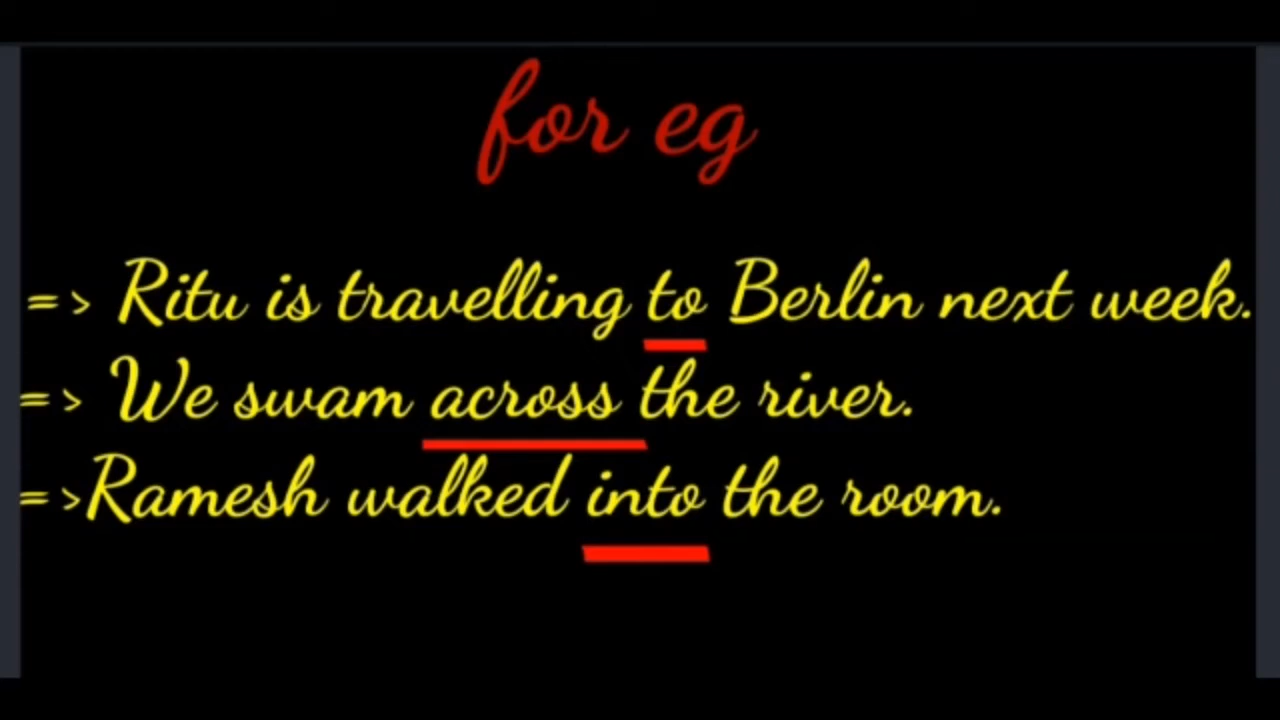 for eg
=> Ritu is travelling to Berlin next week.
=> We swam across the river.
=>Ramesh walked into the room.